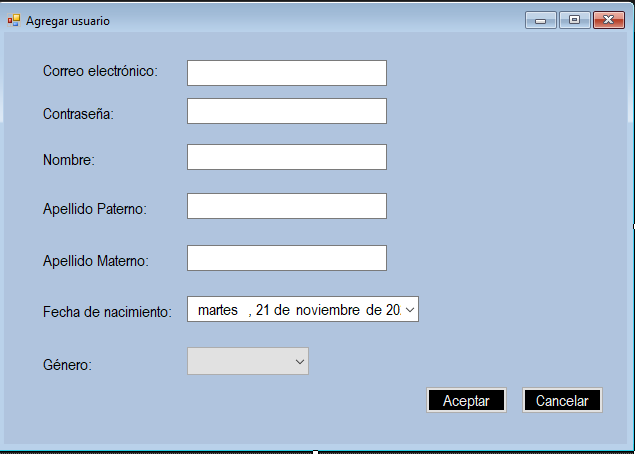 Agregar usuario
Correo electrónico:
Contraseña:
Nombre:
Apellido Paterno:
Apellido Materno:
Fecha de nacimiento: martes , 21 de noviembre de 20
Género:
Aceptar Cancelar